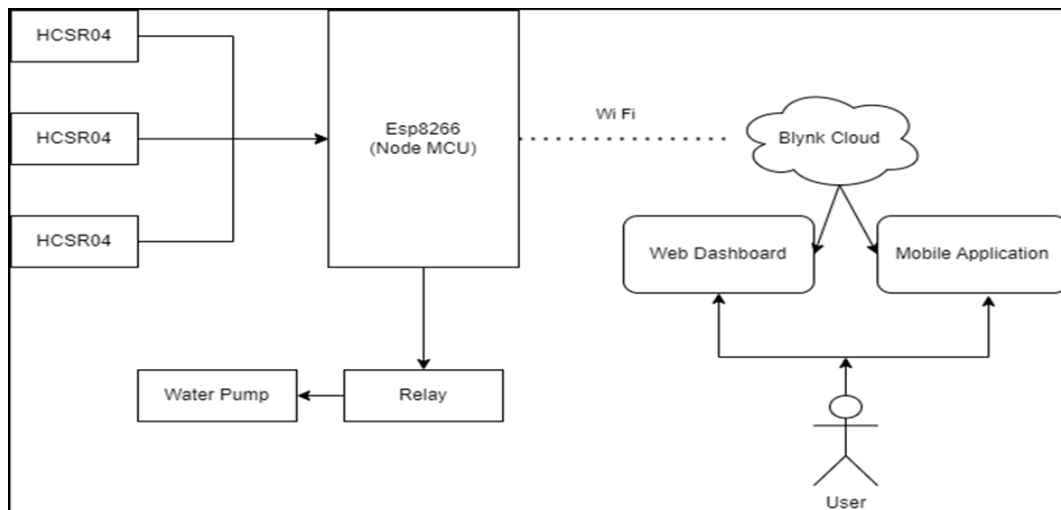 HCSR04
HCSR04
HCSR04
Esp8266
(Node MCU)
Wi Fi
Blynk Cloud
Web Dashboard
Mobile Application
Water Pump
Relay
User